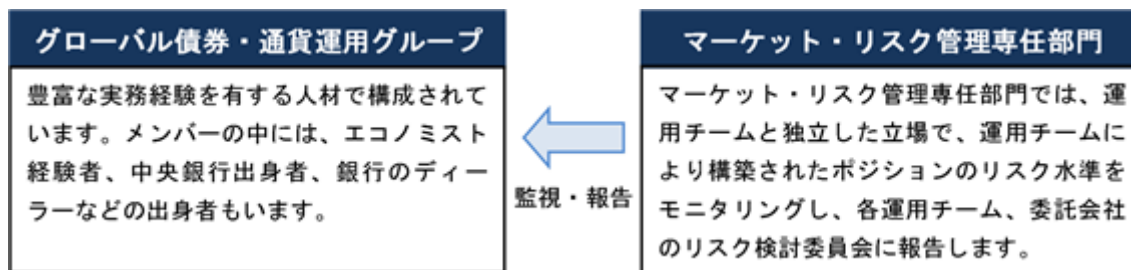 グローバル債券・通貨運用グループ
豊富な実務経験を有する人材で構成されて
います。メンバーの中には、エコノミスト
経験者、中央銀行出身者、銀行のディー
ラーなどの出身者もいます。
監視・報告
マーケット・リスク管理専任部門
マーケット・リスク管理専任部門では、運
用チームと独立した立場で、運用チームに
より構築されたポジションのリスク水準を
モニタリングし、各運用チーム、委託会社
のリスク検討委員会に報告します。